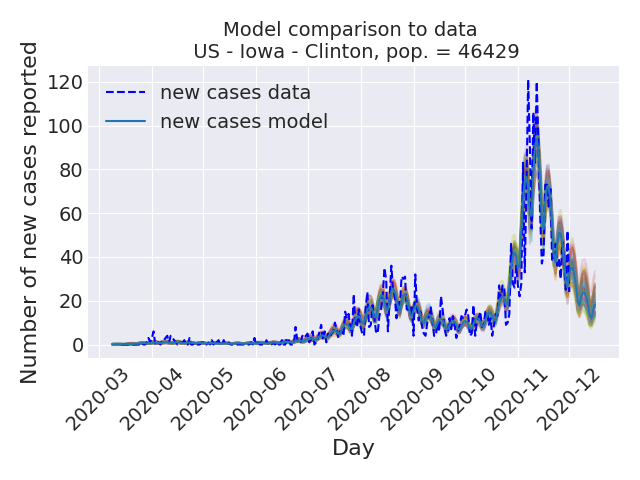 Model comparison to data
US - Iowa - Clinton, pop. = 46429
Number of new cases reported
120
100
80
60
40
20
0
new cases data
new cases model
2020-03
2020-04
2020-05
2020-06
2020-07
2020-08
2020-09
2020-10
2020-11
2020-12
Day